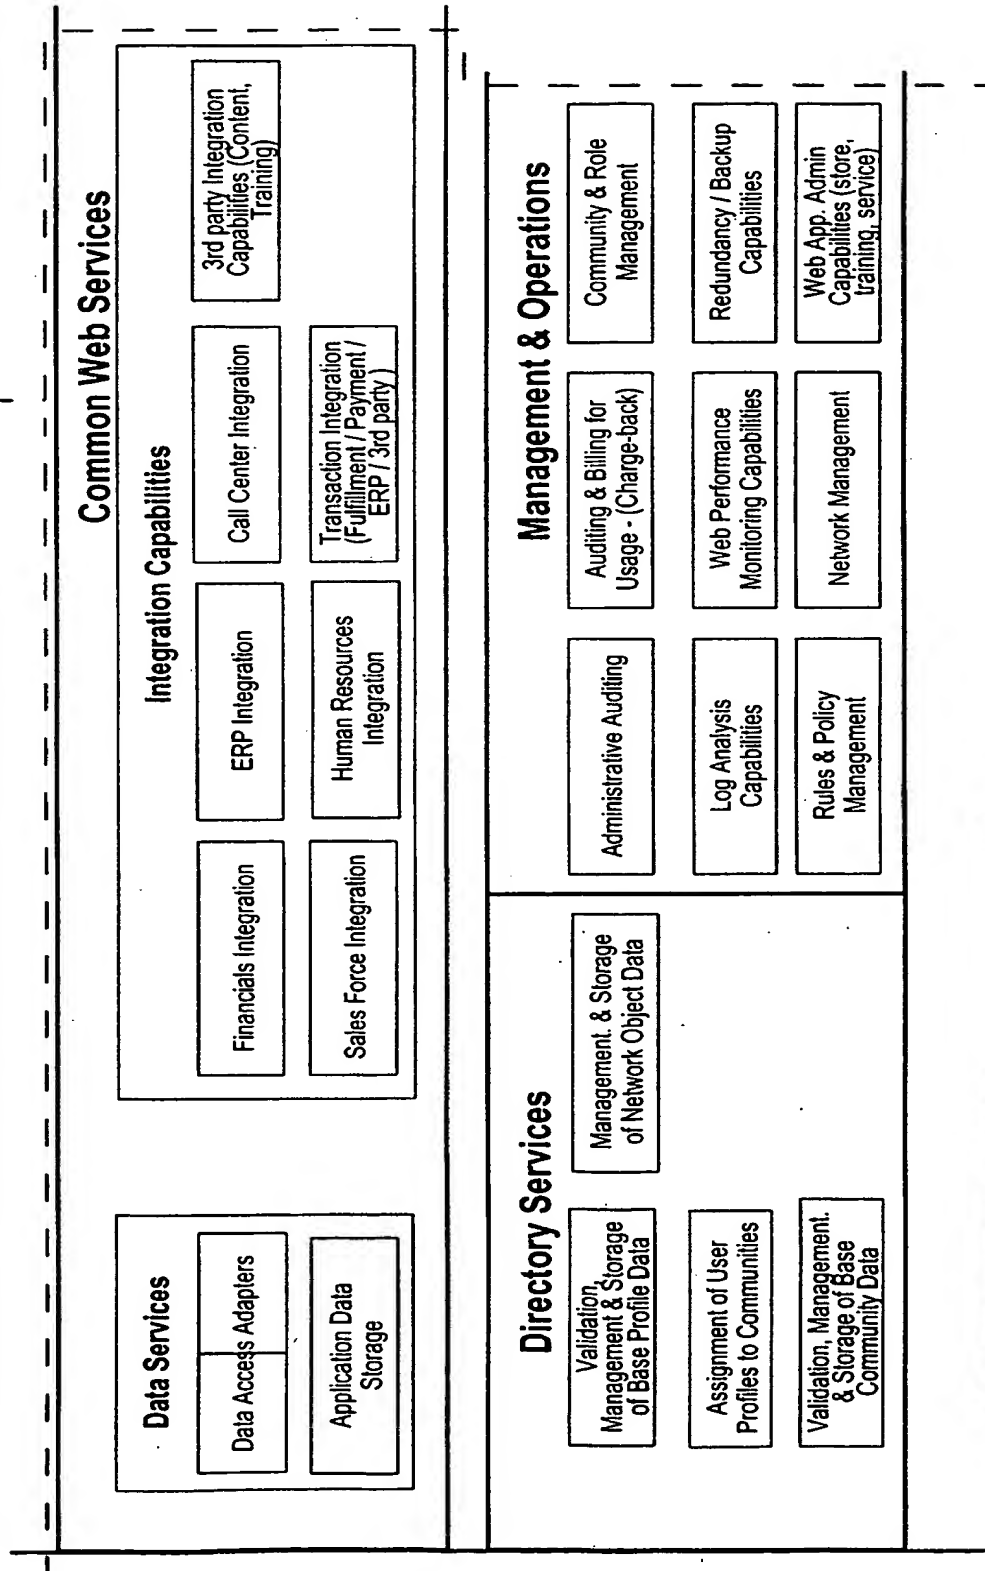 Common Web Services
Data Services
Data Access Adapters
Application Data
Storage
Integration Capabilities
Financials Integration
ERP Integration
Call Center Integration
3rd party Integration
Capabilities (Content,
Training)
Sales Force Integration
Human Resources
Integration
Transaction Integration
(Fulfillment / Payment /
ERP / 3rd party )
Directory Services
Validation,
Management & Storage
of Base Profile Data
Management. & Storage
of Network Object Data
Assignment of User
Profiles to Communities
Validation, Management.
& Storage of Base
Community Data
Management & Operations
Administrative Auditing
Auditing & Billing for
Usage - (Charge-back)
Community & Role
Management
Log Analysis
Capabilities
Web Performance
Monitoring Capabilities
Redundancy / Backup
Capabilities
Rules & Policy
Management
Network Management
Web App. Admin
Capabilities (store,
training, service)